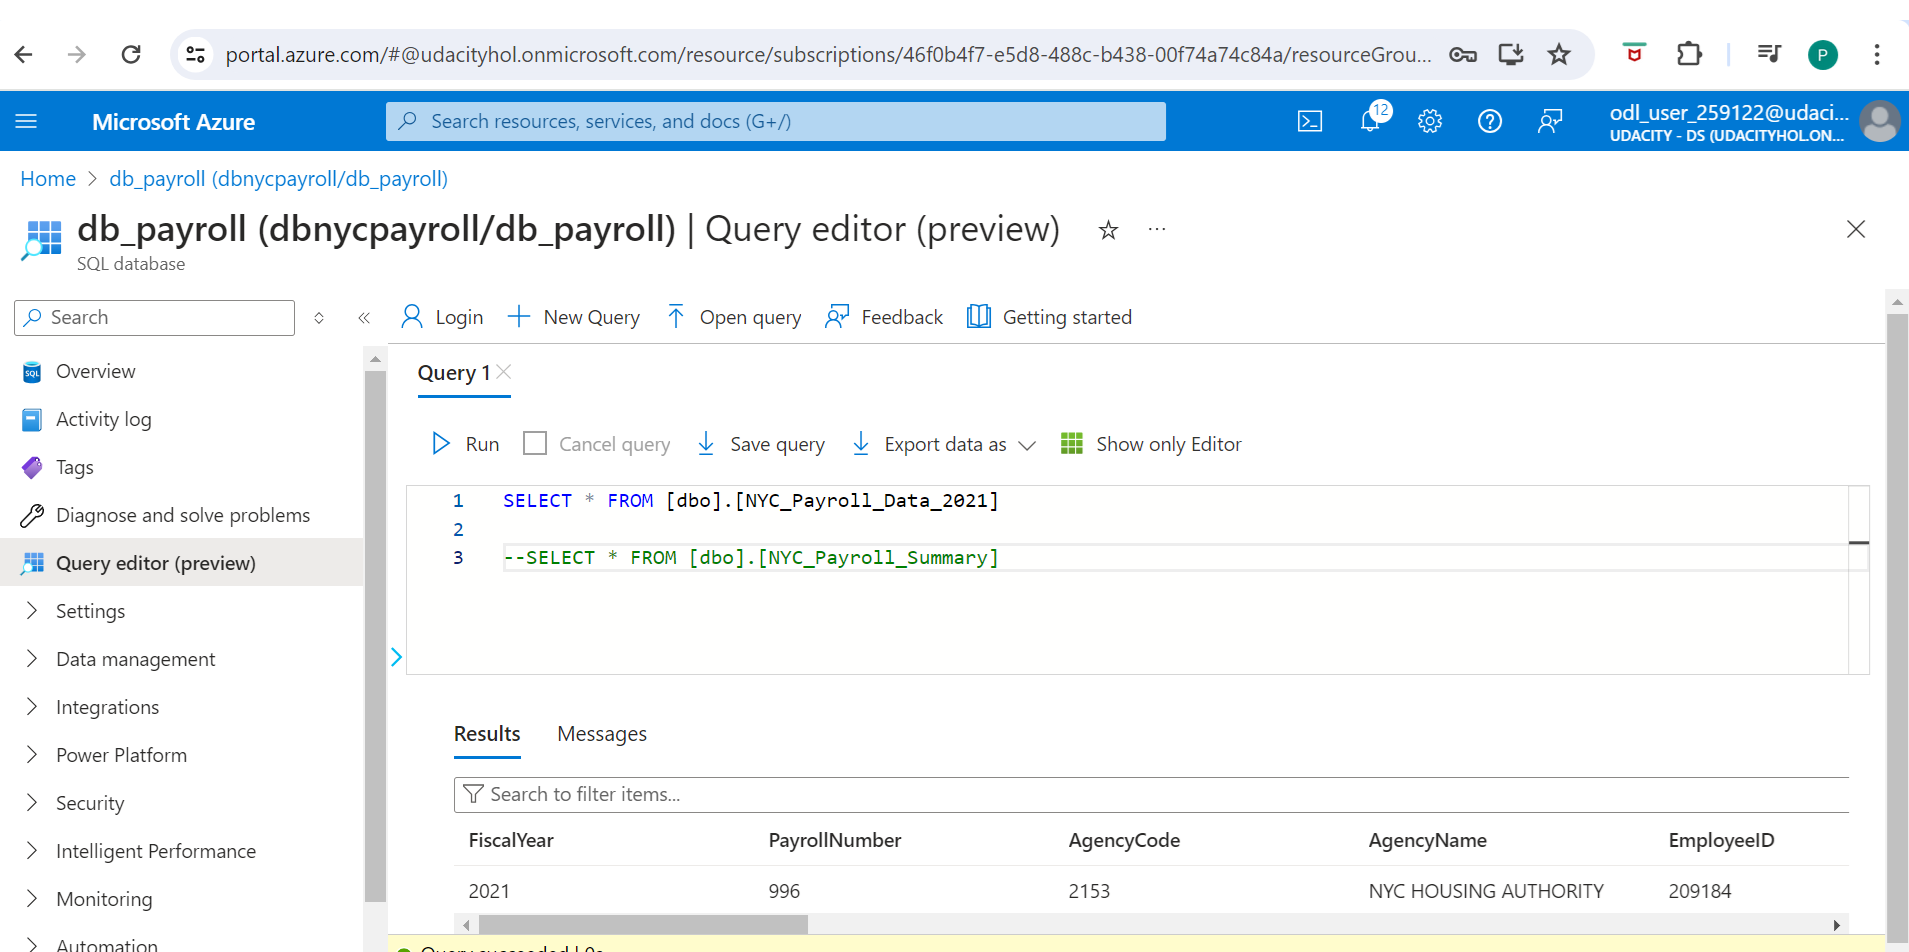 portal.azure.com/#@udacityhol.onmicrosoft.com/resource/subscriptions/46f0b4f7-e5d8-488c-b438-00f74a74c84a/resourceGrou...
P
Microsoft Azure
Search resources, services, and docs (G+/)
12
odl_user_259122@udaci...
UDACITY - DS (UDACITYHOL.ON...
Home > db_payroll (dbnycpayroll/db_payroll)
db_payroll (dbnycpayroll/db_payroll) | Query editor (preview)
...
SQL database
Search
Login
New Query
Open query
Feedback
Getting started
SQL
Overview
Activity log
Tags
Diagnose and solve problems
Query editor (preview)
Settings
Data management
Integrations
Power Platform
Security
Intelligent Performance
Monitoring
Automation
Query 1
Run
Cancel query
Save query
Export data as
Show only Editor
1 SELECT * FROM [dbo].[NYC_Payroll_Data_2021]
2
3 --SELECT * FROM [dbo].[NYC_Payroll_Summary]
Results
Messages
Search to filter items...
FiscalYear PayrollNumber AgencyCode AgencyName EmployeeID
2021 996 2153 NYC HOUSING AUTHORITY 209184
Query succeeded | 0s